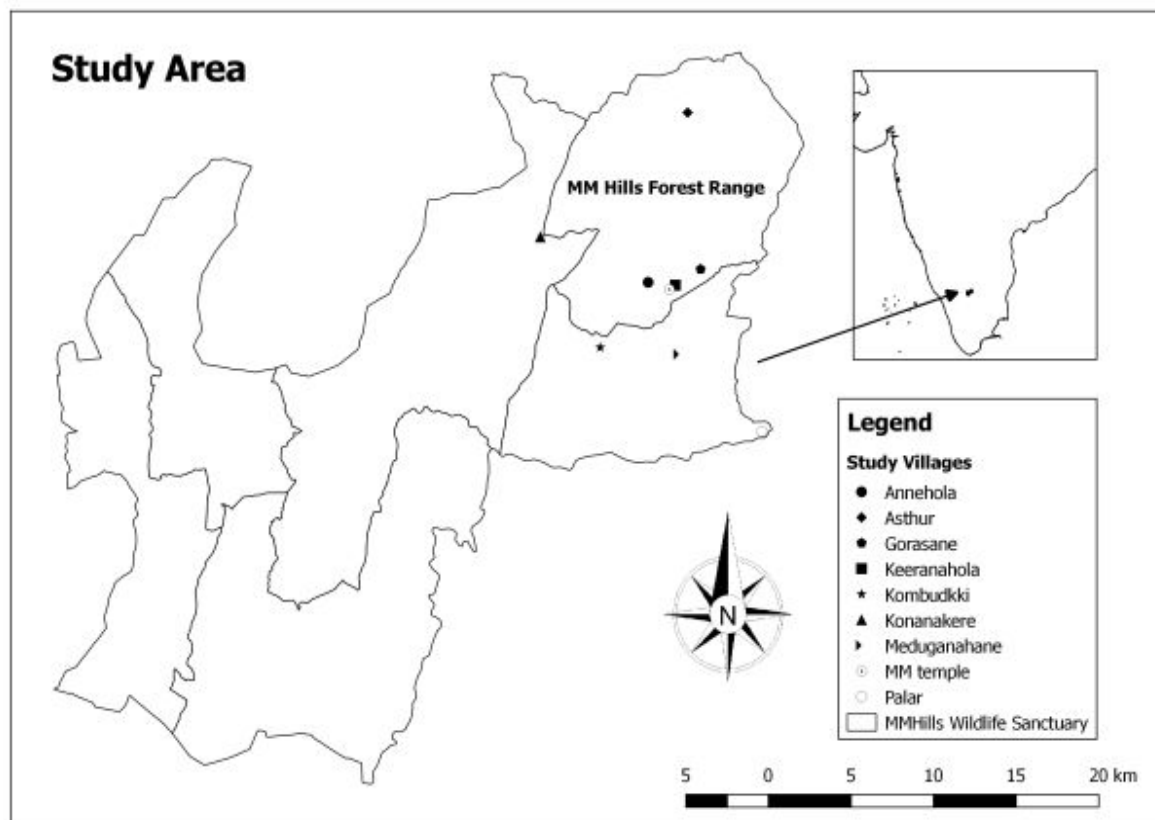 Study Area
MM Hills Forest Range
Legend
Study Villages
Annehola
Asthur
Gorasane
Keeranahola
Kombudkki
Konanakere
Meduganahane
MM temple
Palar
MMHills Wildlife Sanctuary
N
5 0 5 10 15 20 km